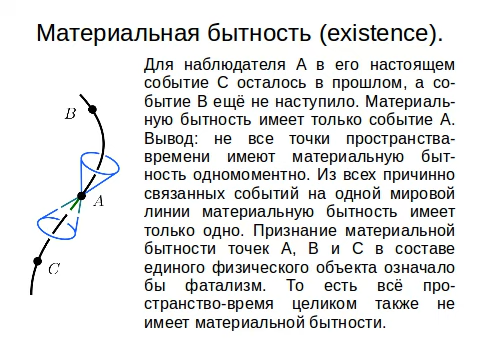 Материальная бытность (existence).
Для наблюдателя А в его настоящем
событие С осталось в прошлом, а со-
бытие В ещё не наступило. Материаль-
ную бытность имеет только событие А.
Вывод: не все точки пространства-
времени имеют материальную быт-
ность одномоментно. Из всех причинно
связанных событий на одной мировой
линии материальную бытность имеет
только одно. Признание материальной
бытности точек А, В и С в составе
единого физического объекта означало
бы фатализм. То есть всё про-
странство-время целиком также не
имеет материальной бытности.
B
A
C